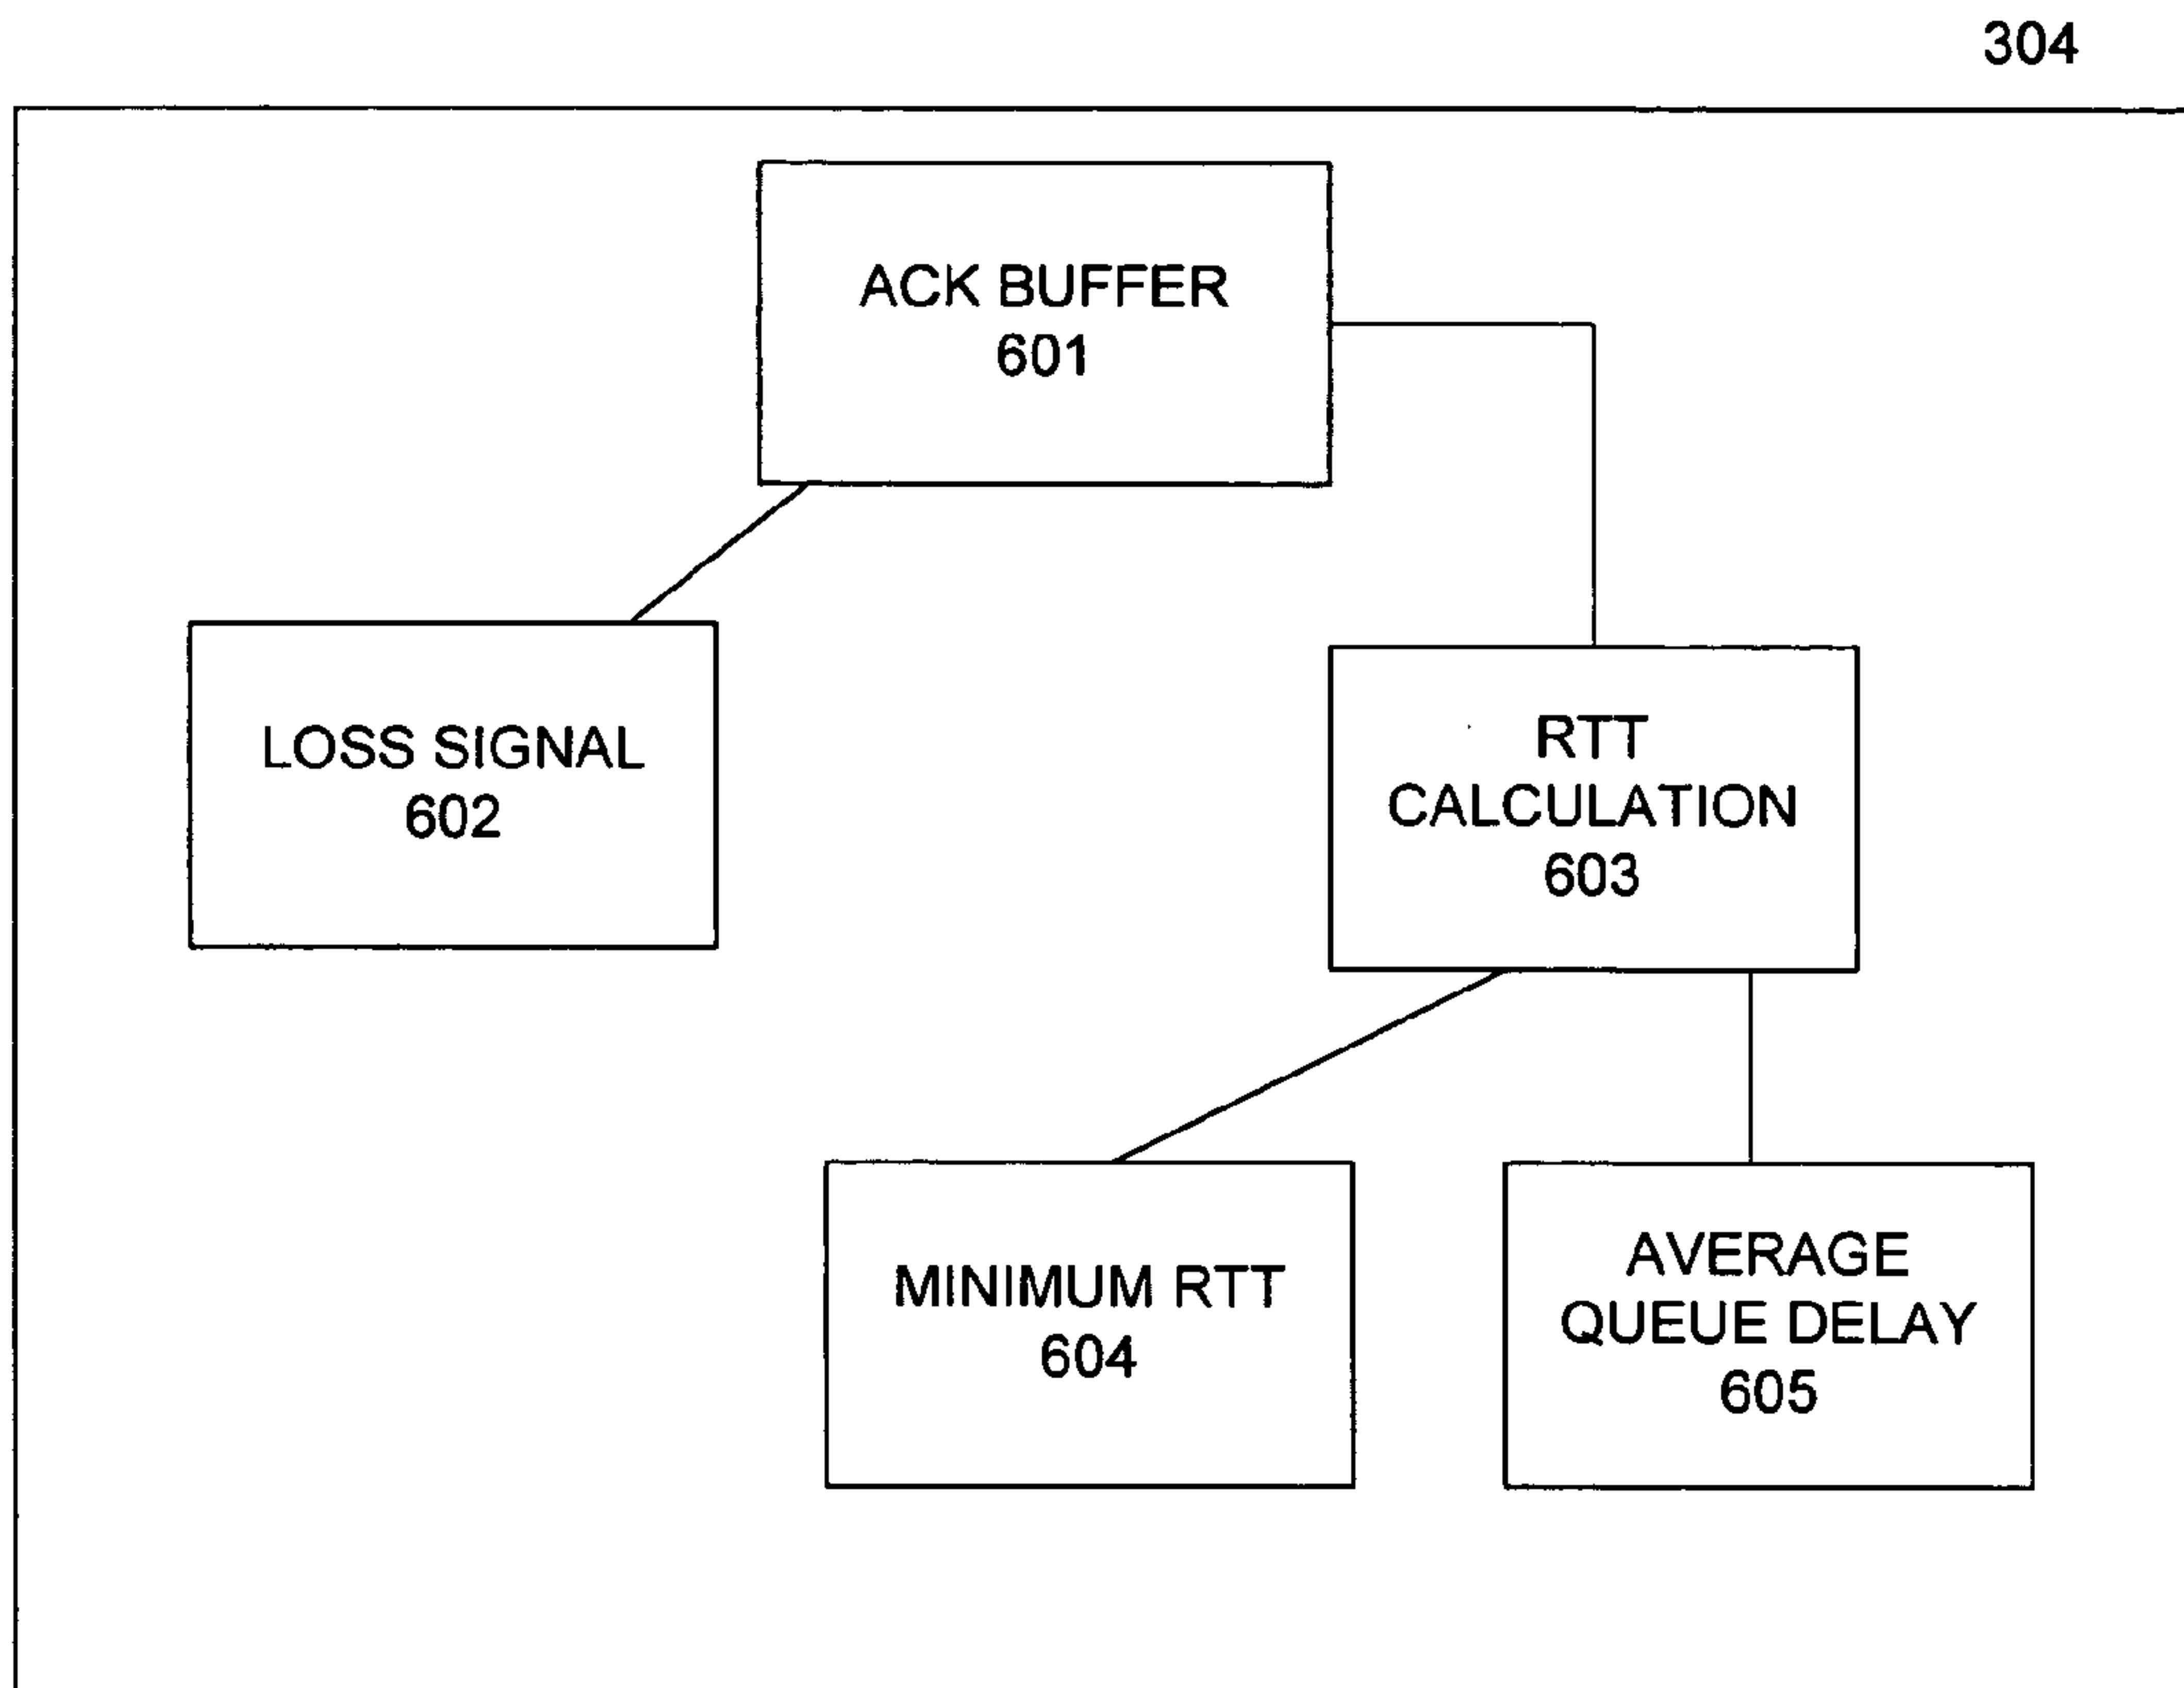 304
ACK BUFFER
601
LOSS SIGNAL
602
RTT
CALCULATION
603
MINIMUM RTT
604
AVERAGE
QUEUE DELAY
605